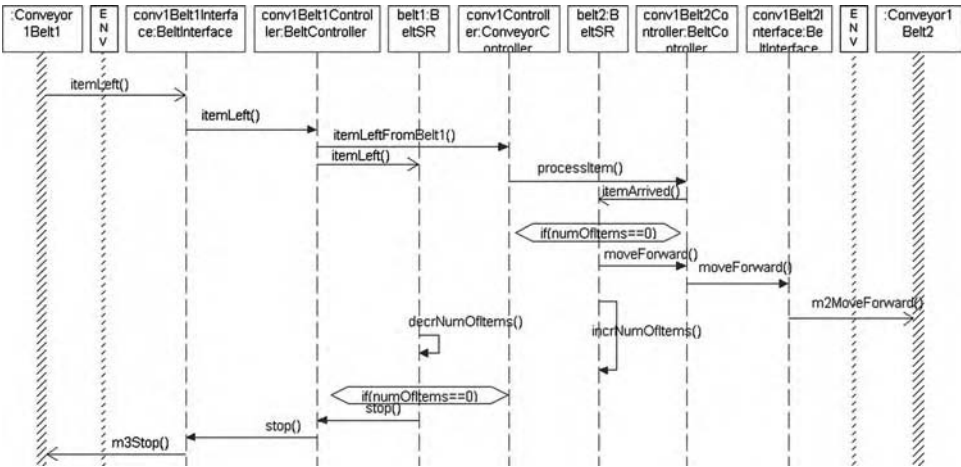 :Conveyor
1Belt1
E
N
V
conv1Belt1Interfa
ce:BeltInterface
conv1Belt1Control
ler:BeltController
belt1:B
eltSR
conv1Controll
er:ConveyorC
ontroller
belt2:B
eltSR
conv1Belt2Co
ntroller:BeltCo
ntroller
conv1Belt2I
nterface:Be
ltInterface
E
N
V
:Conveyor1
Belt2
itemLeft()
itemLeft()
itemLeftFromBelt1()
itemLeft()
processItem()
itemArrived()
if(numOfItems==0)
moveForward()
moveForward()
m2MoveForward()
decrNumOfItems()
incrNumOfItems()
if(numOfItems==0)
stop()
stop()
m3Stop()